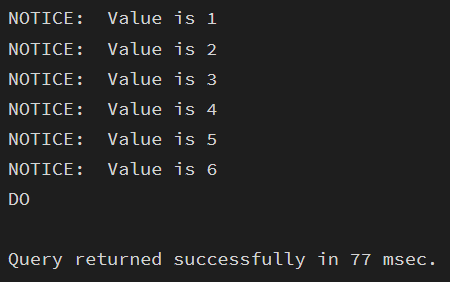 NOTICE:  Value is 1
NOTICE:  Value is 2
NOTICE:  Value is 3
NOTICE:  Value is 4
NOTICE:  Value is 5
NOTICE:  Value is 6
DO
Query returned successfully in 77 msec.